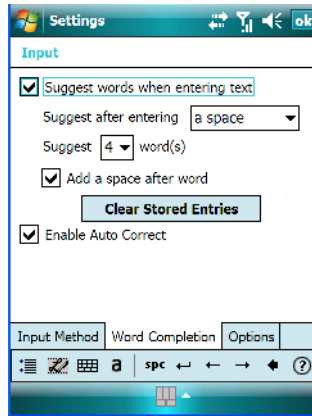 Settings ok
Input
Suggest words when entering text
Suggest after entering a space
Suggest 4 word(s)
Add a space after word
Clear Stored Entries
Enable Auto Correct
Input Method Word Completion Options
a spc ?